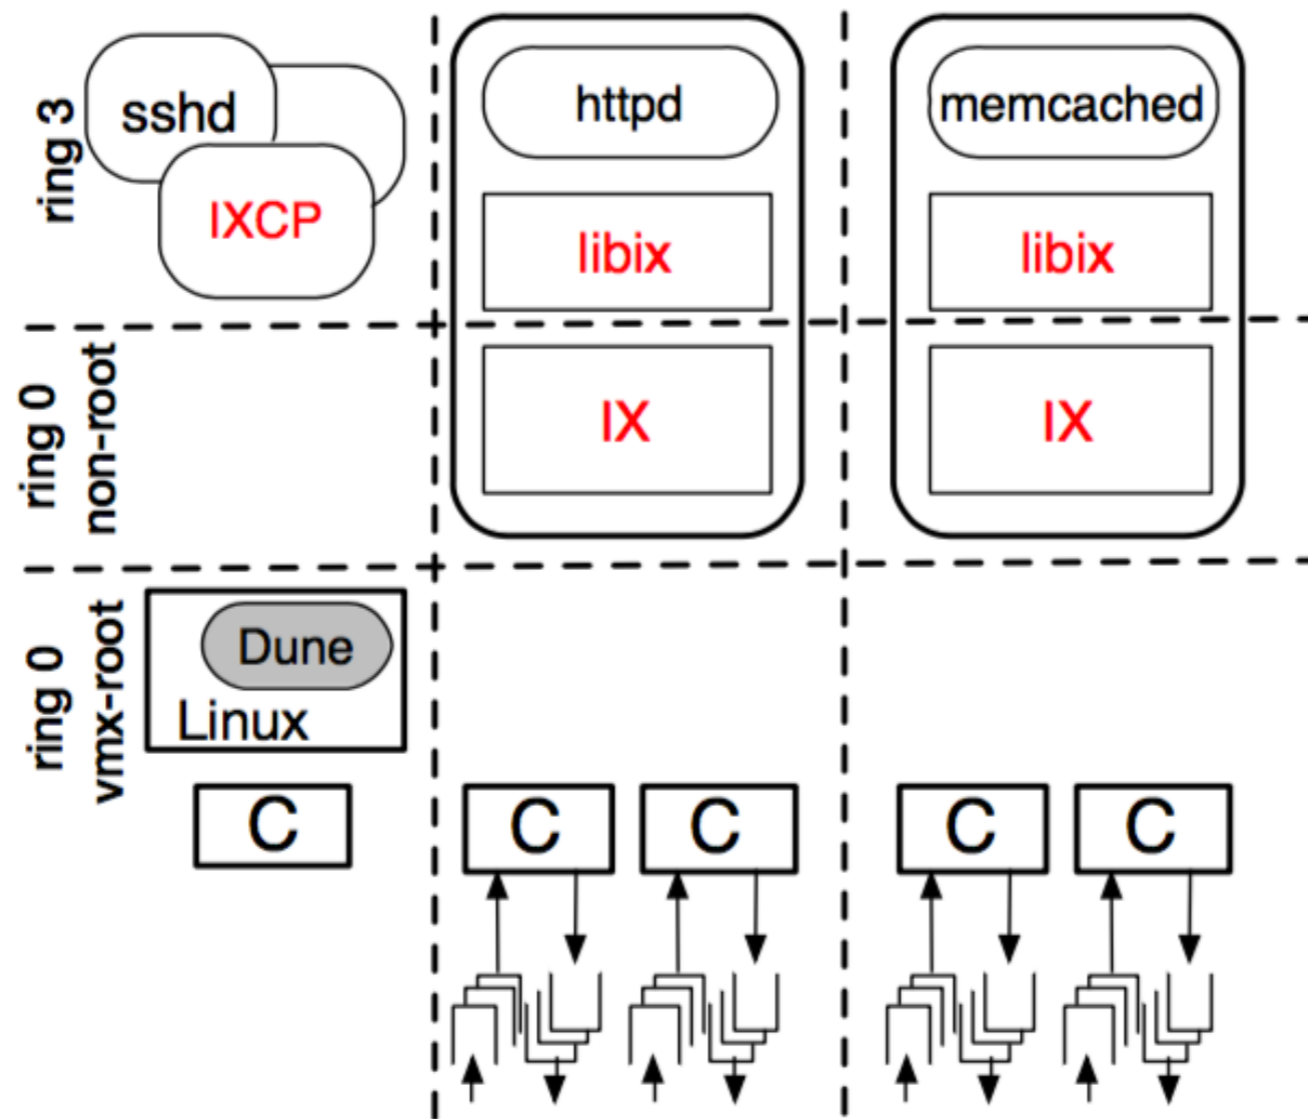 ring 3
sshd
IXCP
httpd
libix
memcached
libix
ring 0
non-root
IX
IX
ring 0
vmx-root
Dune
Linux
C
C
C
C
C